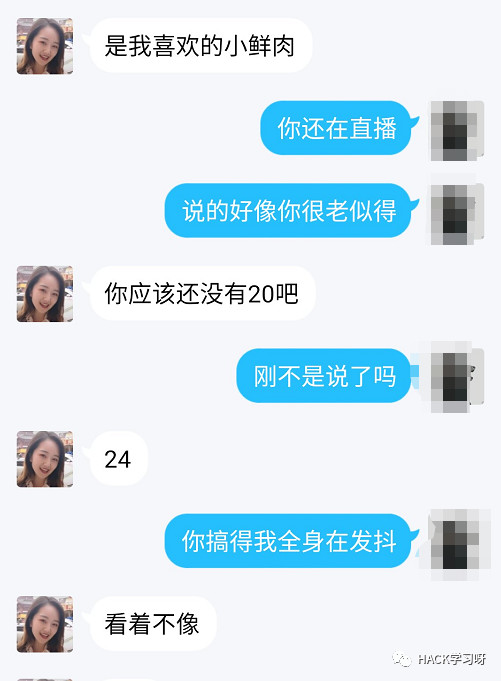 是我喜欢的小鲜肉
你还在直播
说的好像你很老似得
你应该还没有20吧
刚不是说了吗
24
你搞得我全身在发抖
看着不像
HACK学习呀